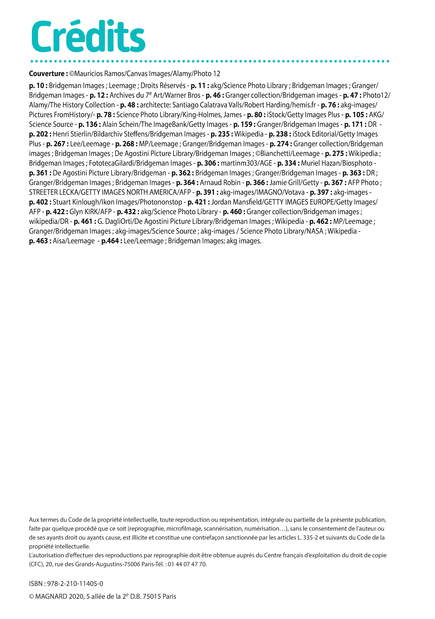 Crédits
Couverture : ©Mauricios Ramos/Canvas Images/Alamy/Photo 12
p. 10 : Bridgeman Images ; Leemage ; Droits Réservés - p. 11 : akg/Science Photo Library ; Bridgeman Images ; Granger/
Bridgeman Images - p. 12 : Archives du 7e Art/Warner Bros - p. 46 : Granger collection/Bridgeman images - p. 47 : Photo12/
Alamy/The History Collection - p. 48 : architecte: Santiago Calatrava Valls/Robert Harding/hemis.fr - p. 76 : akg-images/
Pictures FromHistory/- p. 78 : Science Photo Library/King-Holmes, James - p. 80 : iStock/Getty Images Plus - p. 105 : AKG/
Science Source - p. 136 : Alain Schein/The ImageBank/Getty Images - p. 159 : Granger/Bridgeman Images - p. 171 : DR -
p. 202 : Henri Stierlin/Bildarchiv Steffens/Bridgeman Images - p. 235 : Wikipedia - p. 238 : iStock Editorial/Getty Images
Plus - p. 267 : Lee/Leemage - p. 268 : MP/Leemage ; Granger/Bridgeman Images - p. 274 : Granger collection/Bridgeman
images ; Bridgeman Images ; De Agostini Picture Library/Bridgeman Images ; ©Bianchetti/Leemage - p. 275 : Wikipedia ;
Bridgeman Images ; FototecaGilardi/Bridgeman Images - p. 306 : martinm303/AGE - p. 334 : Muriel Hazan/Biosphoto -
p. 361 : De Agostini Picture Library/Bridgeman - p. 362 : Bridgeman Images ; Granger/Bridgeman Images - p. 363 : DR ;
Granger/Bridgeman Images ; Bridgeman Images - p. 364 : Arnaud Robin - p. 366 : Jamie Grill/Getty - p. 367 : AFP Photo ;
STREETER LECKA/GETTY IMAGES NORTH AMERICA/AFP - p. 391 : akg-images/IMAGNO/Votava - p. 397 : akg-images -
p. 402 : Stuart Kinlough/Ikon Images/Photononstop - p. 421 : Jordan Mansfield/GETTY IMAGES EUROPE/Getty Images/
AFP - p. 422 : Glyn KIRK/AFP - p. 432 : akg/Science Photo Library - p. 460 : Granger collection/Bridgeman images ;
wikipedia/DR - p. 461 : G. DagliOrti/De Agostini Picture Library/Bridgeman Images ; Wikipedia - p. 462 : MP/Leemage ;
Granger/Bridgeman Images ; akg-images/Science Source ; akg-images / Science Photo Library/NASA ; Wikipedia -
p. 463 : Aisa/Leemage - p.464 : Lee/Leemage ; Bridgeman Images; akg images.
Aux termes du Code de la propriété intellectuelle, toute reproduction ou représentation, intégrale ou partielle de la présente publication,
faite par quelque procédé que ce soit (reprographie, microfilmage, scannérisation, numérisation…), sans le consentement de l'auteur ou
de ses ayants droit ou ayants cause, est illicite et constitue une contrefaçon sanctionnée par les articles L. 335-2 et suivants du Code de la
propriété intellectuelle.
L'autorisation d'effectuer des reproductions par reprographie doit être obtenue auprès du Centre français d'exploitation du droit de copie
(CFC), 20, rue des Grands-Augustins-75006 Paris-Tél. : 01 44 07 47 70.
ISBN : 978-2-210-11405-0
© MAGNARD 2020, 5 allée de la 2e D.B. 75015 Paris